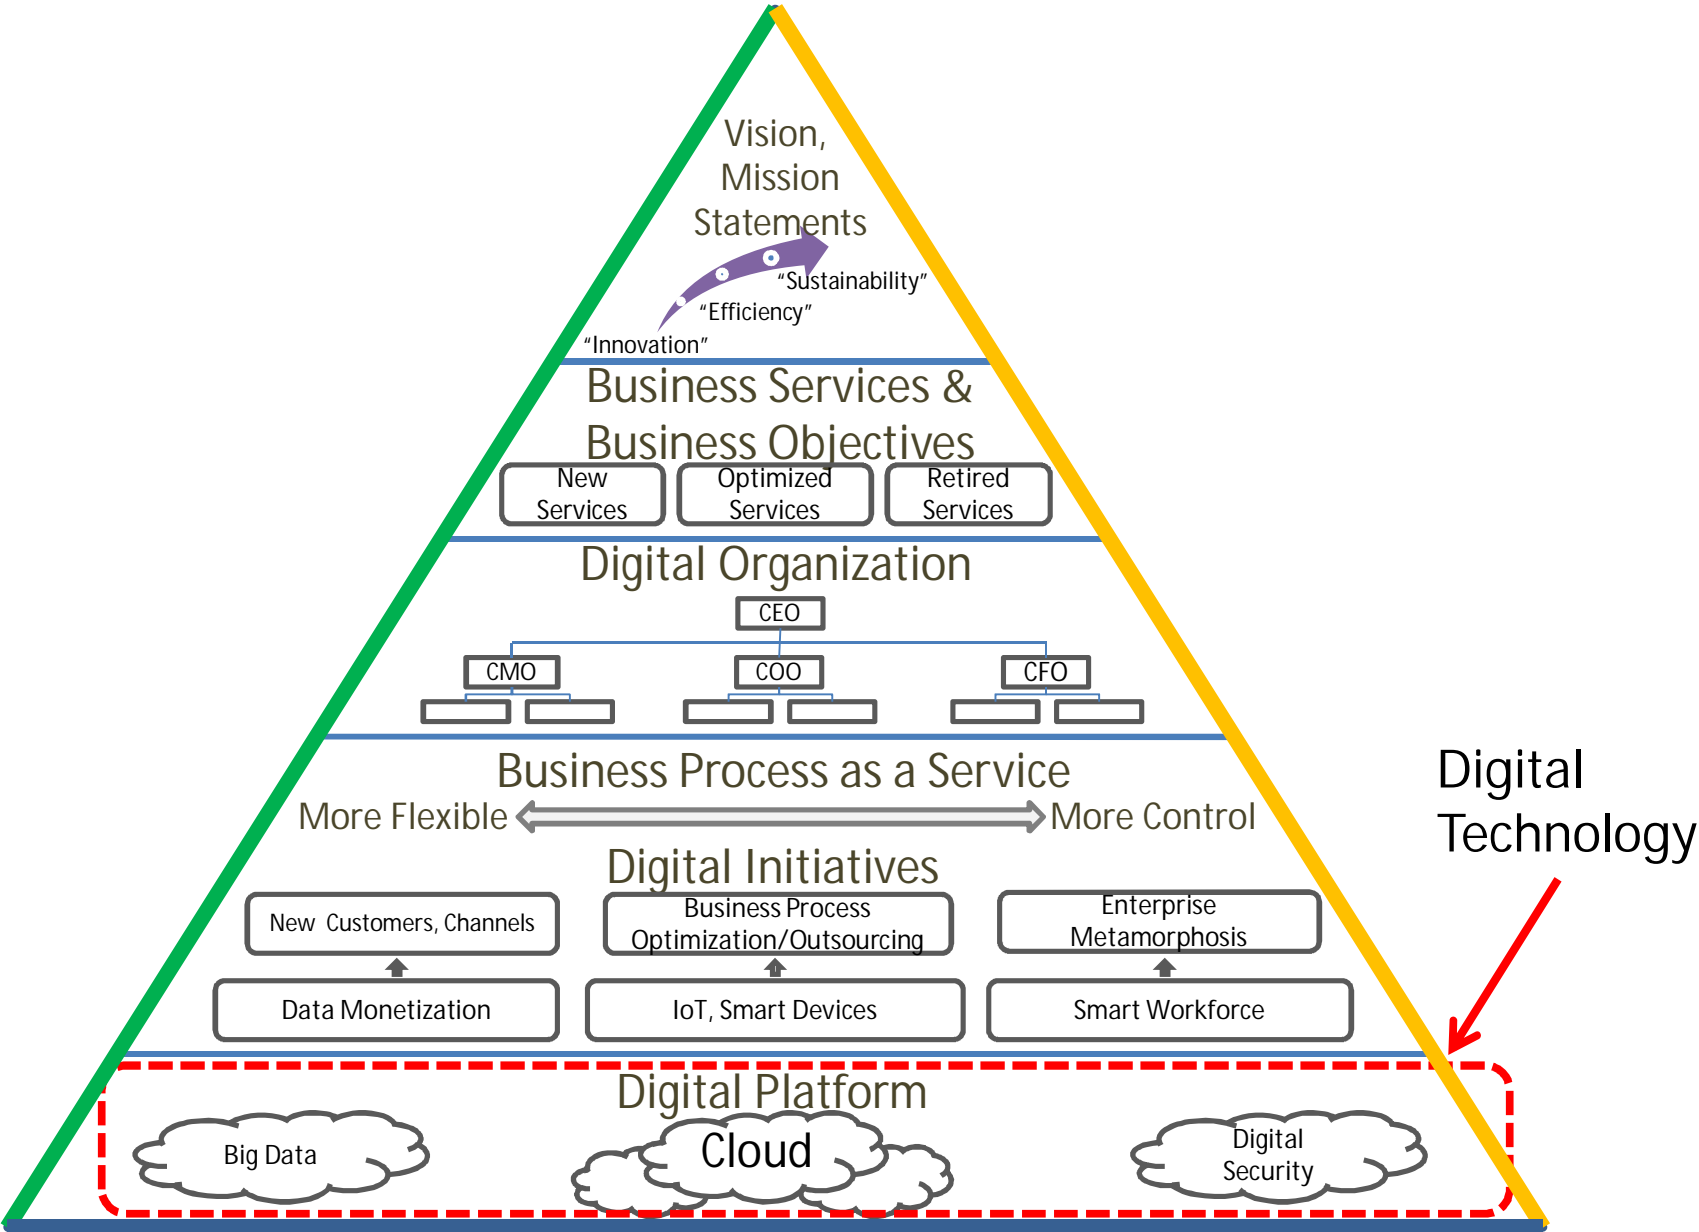 Vision,
Mission
Statements
“Sustainability”
“Efficiency”
“Innovation”
Business Services &
Business Objectives
New
Services
Optimized
Services
Retired
Services
Digital Organization
CEO
CMO
COO
CFO
Business Process as a Service
More Flexible
More Control
Digital Initiatives
New Customers, Channels
Business Process
Optimization/Outsourcing
Enterprise
Metamorphosis
Data Monetization
IoT, Smart Devices
Smart Workforce
Digital
Technology
Digital Platform
Big Data
Cloud
Digital
Security